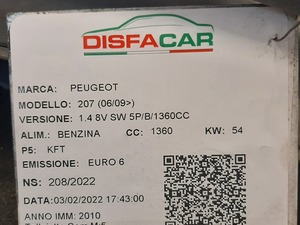 DISFACAR
MARCA: PEUGEOT
MODELLO: 207 (06/09>)
VERSIONE: 1.4 8V SW 5P/B/1360CC
ALIM.: BENZINA CC: 1360 KW: 54
P5: KFT
EMISSIONE: EURO 6
NS: 208/2022
DATA:03/02/2022 17:43:00
ANNO IMM: 2010